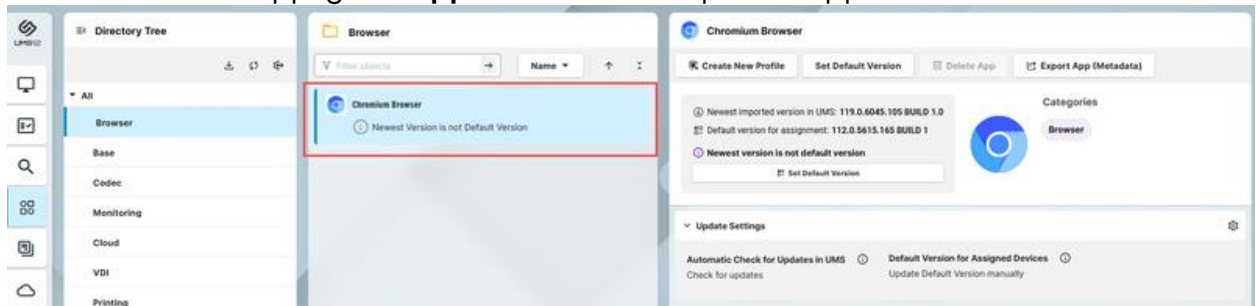 UMS12
Directory Tree
All
Browser
Base
Codec
Monitoring
Cloud
VDI
Printing
Browser
Filter objects
Name
Chromium Browser
Newest Version is not Default Version
Chromium Browser
Create New Profile Set Default Version Delete App Export App (Metadata)
Newest imported version in UMS: 119.0.6045.105 BUILD 1.0
Default version for assignment: 112.0.5615.165 BUILD 1
Newest version is not default version
Set Default Version
Categories
Browser
Update Settings
Automatic Check for Updates in UMS
Check for updates
Default Version for Assigned Devices
Update Default Version manually